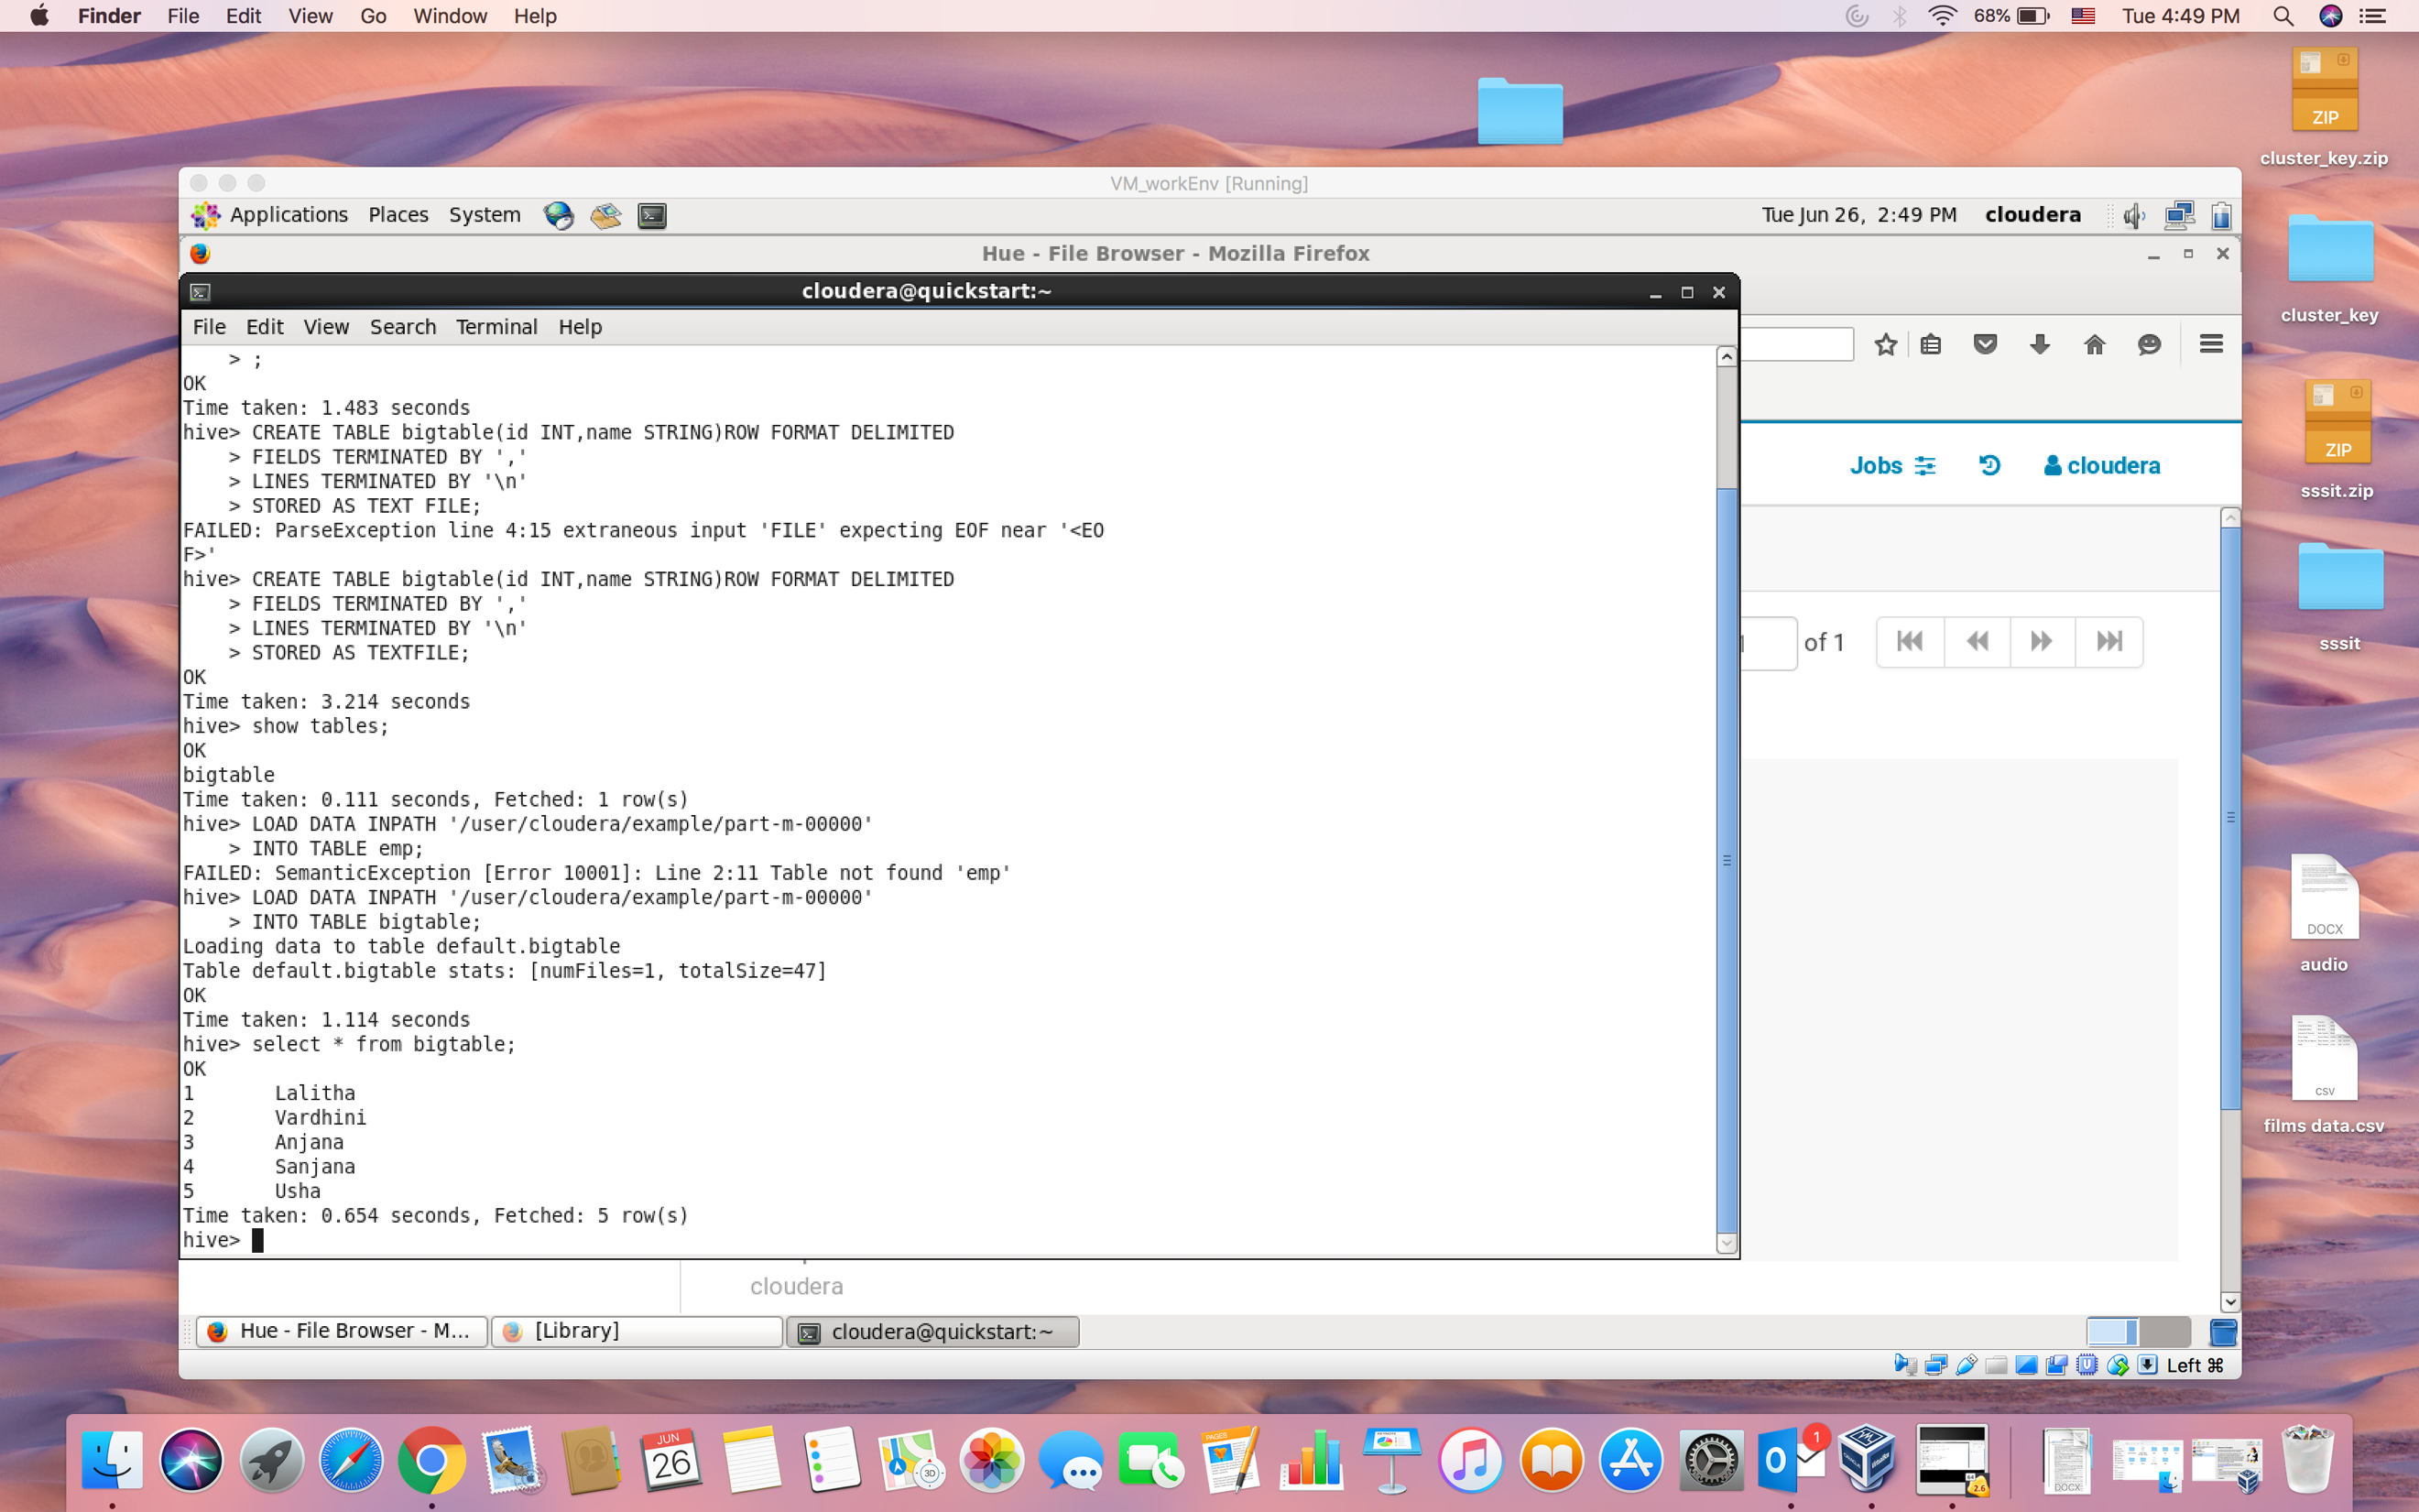 Finder File Edit View Go Window Help 68% Tue 4:49 PM
ZIP
cluster_key.zip
VM_workEnv [Running]
Applications Places System Tue Jun 26, 2:49 PM cloudera
Hue - File Browser - Mozilla Firefox
cloudera@quickstart:~
cluster_key
File Edit View Search Terminal Help
> ;
OK
Time taken: 1.483 seconds
hive> CREATE TABLE bigtable(id INT,name STRING)ROW FORMAT DELIMITED
> FIELDS TERMINATED BY ','
> LINES TERMINATED BY '\n'
> STORED AS TEXT FILE;
FAILED: ParseException line 4:15 extraneous input 'FILE' expecting EOF near '<EO
F>'
hive> CREATE TABLE bigtable(id INT,name STRING)ROW FORMAT DELIMITED
> FIELDS TERMINATED BY ','
> LINES TERMINATED BY '\n'
> STORED AS TEXTFILE;
OK
Time taken: 3.214 seconds
hive> show tables;
OK
bigtable
Time taken: 0.111 seconds, Fetched: 1 row(s)
hive> LOAD DATA INPATH '/user/cloudera/example/part-m-00000'
> INTO TABLE emp;
FAILED: SemanticException [Error 10001]: Line 2:11 Table not found 'emp'
hive> LOAD DATA INPATH '/user/cloudera/example/part-m-00000'
> INTO TABLE bigtable;
Loading data to table default.bigtable
Table default.bigtable stats: [numFiles=1, totalSize=47]
OK
Time taken: 1.114 seconds
hive> select * from bigtable;
OK
1 Lalitha
2 Vardhini
3 Anjana
4 Sanjana
5 Usha
Time taken: 0.654 seconds, Fetched: 5 row(s)
hive>
Jobs cloudera
of 1
ZIP
sssit.zip
sssit
DOCX
audio
CSV
films data.csv
cloudera
Hue - File Browser - M... [Library] cloudera@quickstart:~
Left ⌘
JUN
26
3D
PAGES
1
2.6
DOCX